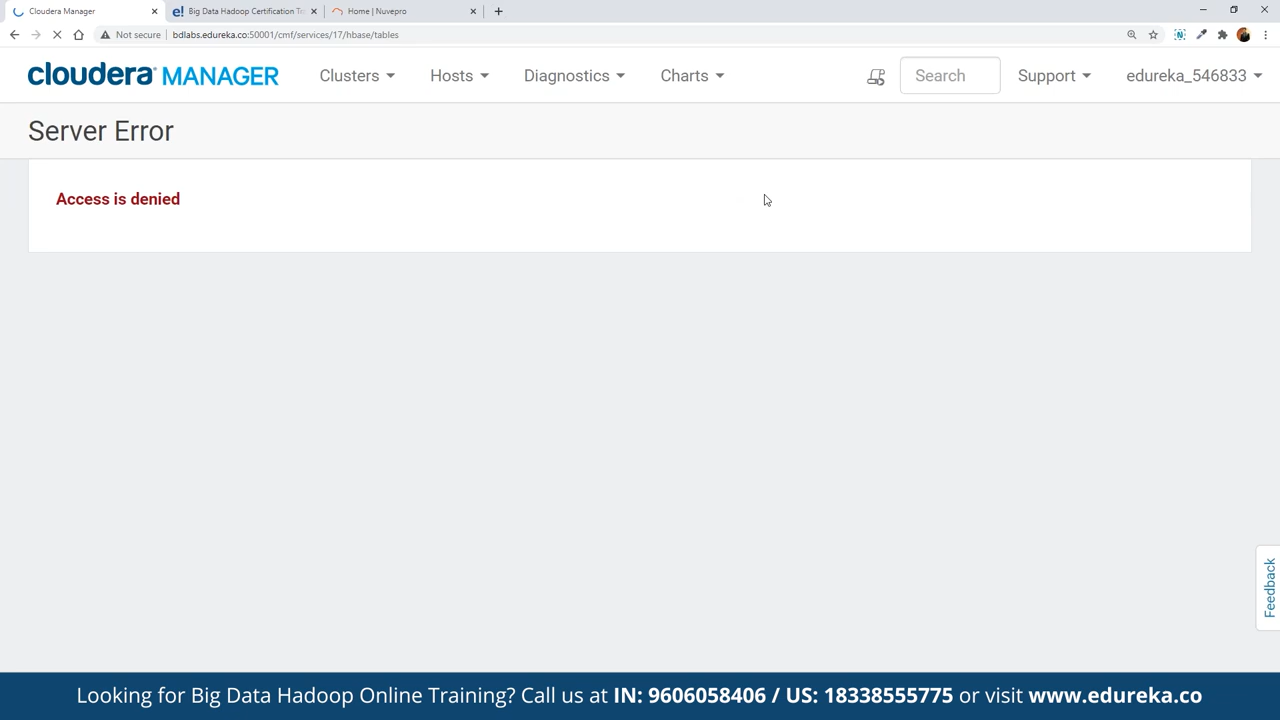 Cloudera Manager
Big Data Hadoop Certification Tr
Home | Nuvepro
Not secure
bdlabs.edureka.co:50001/cmf/services/17/hbase/tables
cloudera MANAGER
Clusters
Hosts
Diagnostics
Charts
Search
Support
edureka_546833
Server Error
Access is denied
Feedback
Looking for Big Data Hadoop Online Training? Call us at IN: 9606058406 / US: 18338555775 or visit www.edureka.co